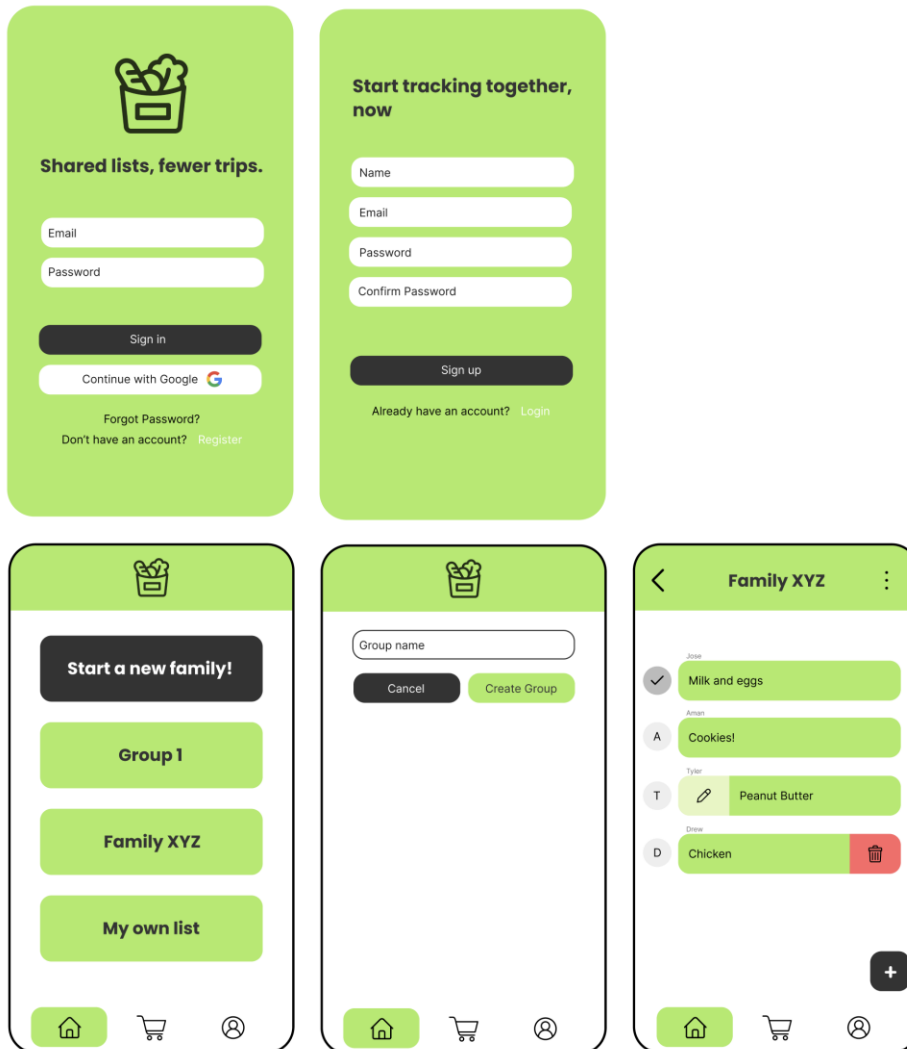 Shared lists, fewer trips.
Email
Password
Sign in
Continue with Google
Forgot Password?
Don't have an account? Register
Start tracking together,
now
Name
Email
Password
Confirm Password
Sign up
Already have an account? Login
Start a new family!
Group 1
Family XYZ
My own list
Group name
Cancel
Create Group
Family XYZ
Jose
Milk and eggs
Aman
A
Cookies!
Tyler
T
Peanut Butter
Drew
D
Chicken
+